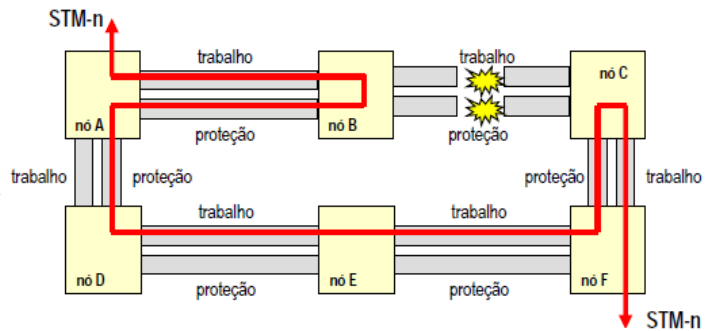 STM-n
trabalho
trabalho
nó C
nó A
proteção
nó B
proteção
trabalho
proteção
proteção
trabalho
trabalho
trabalho
nó D
proteção
nó E
proteção
nó F
STM-n